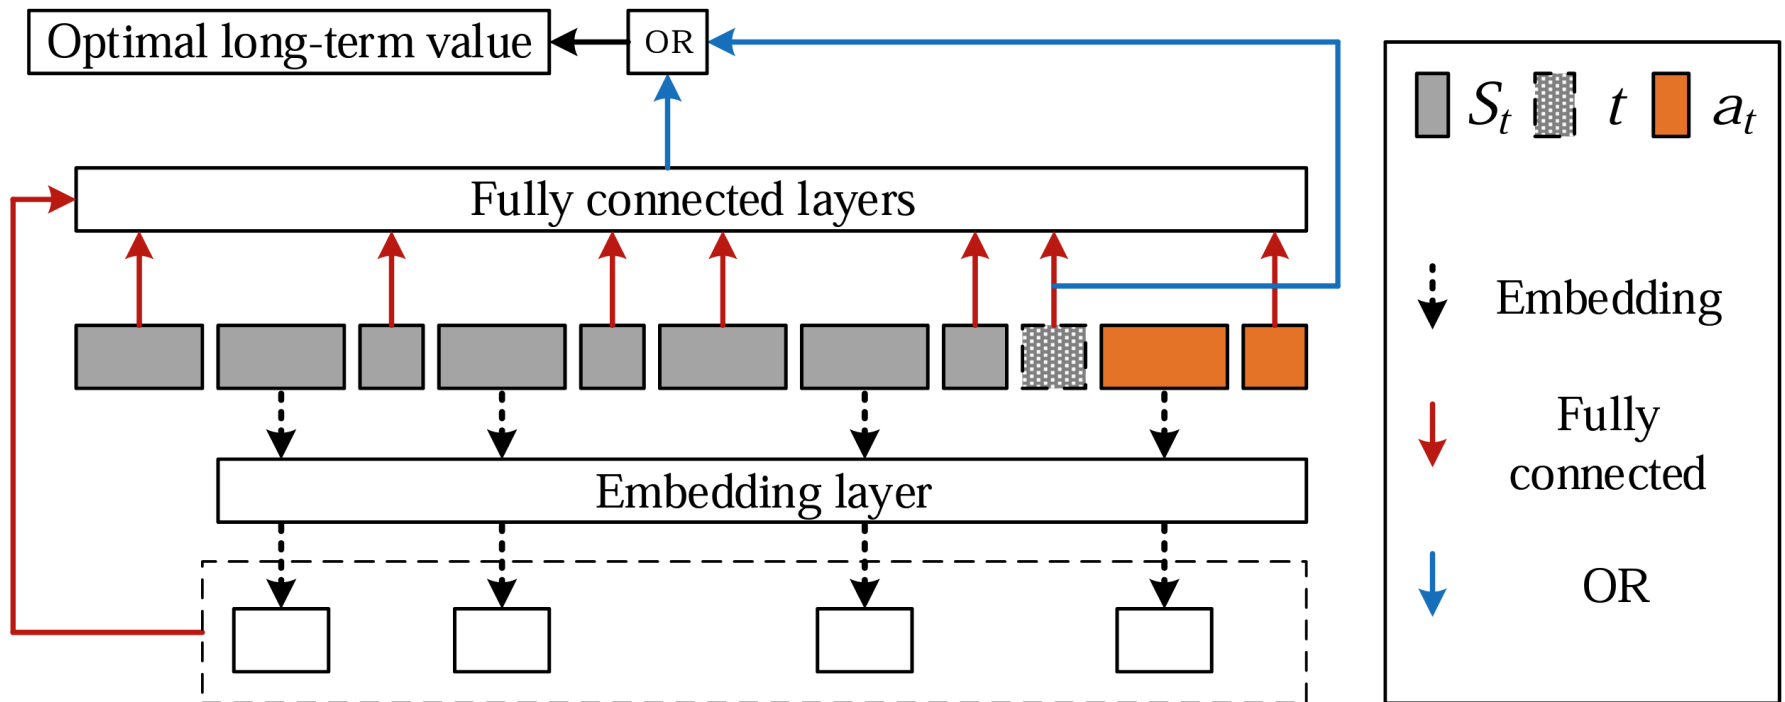 Optimal long-term value
OR
Fully connected layers
Embedding layer
S_t t a_t
Embedding
Fully
connected
OR